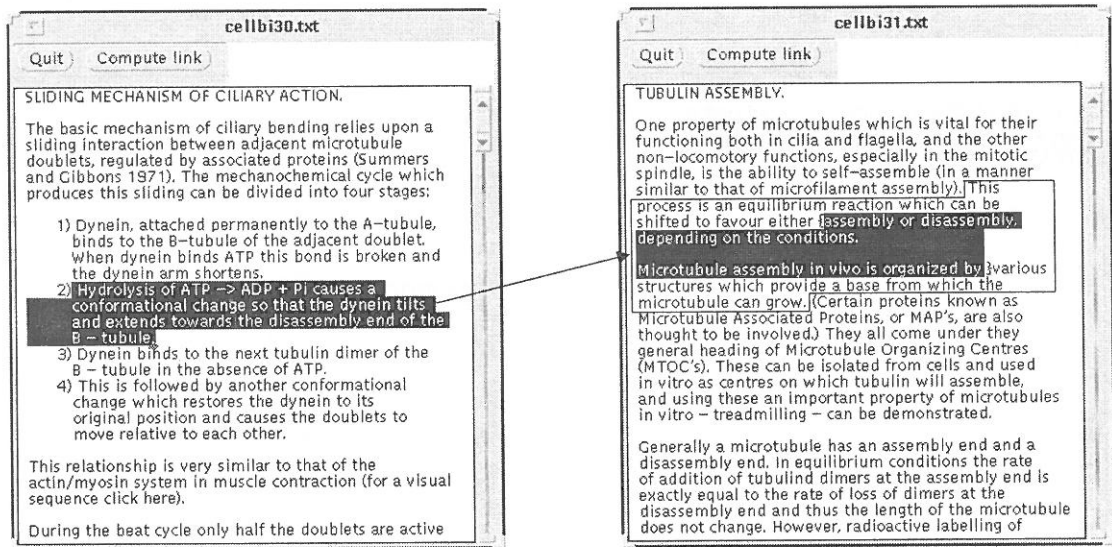 cellbi30.txt
Quit
Compute link
SLIDING MECHANISM OF CILIARY ACTION.
The basic mechanism of ciliary bending relies upon a
sliding interaction between adjacent microtubule
doublets, regulated by associated proteins (Summers
and Gibbons 1971). The mechanochemical cycle which
produces this sliding can be divided into four stages:
1) Dynein, attached permanently to the A-tubule,
binds to the B-tubule of the adjacent doublet.
When dynein binds ATP this bond is broken and
the dynein arm shortens.
2) Hydrolysis of ATP -> ADP + Pi causes a
conformational change so that the dynein tilts
and extends towards the disassembly end of the
B - tubule.
3) Dynein binds to the next tubulin dimer of the
B - tubule in the absence of ATP.
4) This is followed by another conformational
change which restores the dynein to its
original position and causes the doublets to
move relative to each other.
This relationship is very similar to that of the
actin/myosin system in muscle contraction (for a visual
sequence click here).
During the beat cycle only half the doublets are active
cellbi31.txt
Quit
Compute link
TUBULIN ASSEMBLY.
One property of microtubules which is vital for their
functioning both in cilia and flagella, and the other
non-locomotory functions, especially in the mitotic
spindle, is the ability to self-assemble (in a manner
similar to that of microfilament assembly). This
process is an equilibrium reaction which can be
shifted to favour either assembly or disassembly,
depending on the conditions.
Microtubule assembly in vivo is organized by various
structures which provide a base from which the
microtubule can grow. (Certain proteins known as
Microtubule Associated Proteins, or MAP's, are also
thought to be involved.) They all come under they
general heading of Microtubule Organizing Centres
(MTOC's). These can be isolated from cells and used
in vitro as centres on which tubulin will assemble,
and using these an important property of microtubules
in vitro - treadmilling - can be demonstrated.
Generally a microtubule has an assembly end and a
disassembly end. In equilibrium conditions the rate
of addition of tubulind dimers at the assembly end is
exactly equal to the rate of loss of dimers at the
disassembly end and thus the length of the microtubule
does not change. However, radioactive labelling of